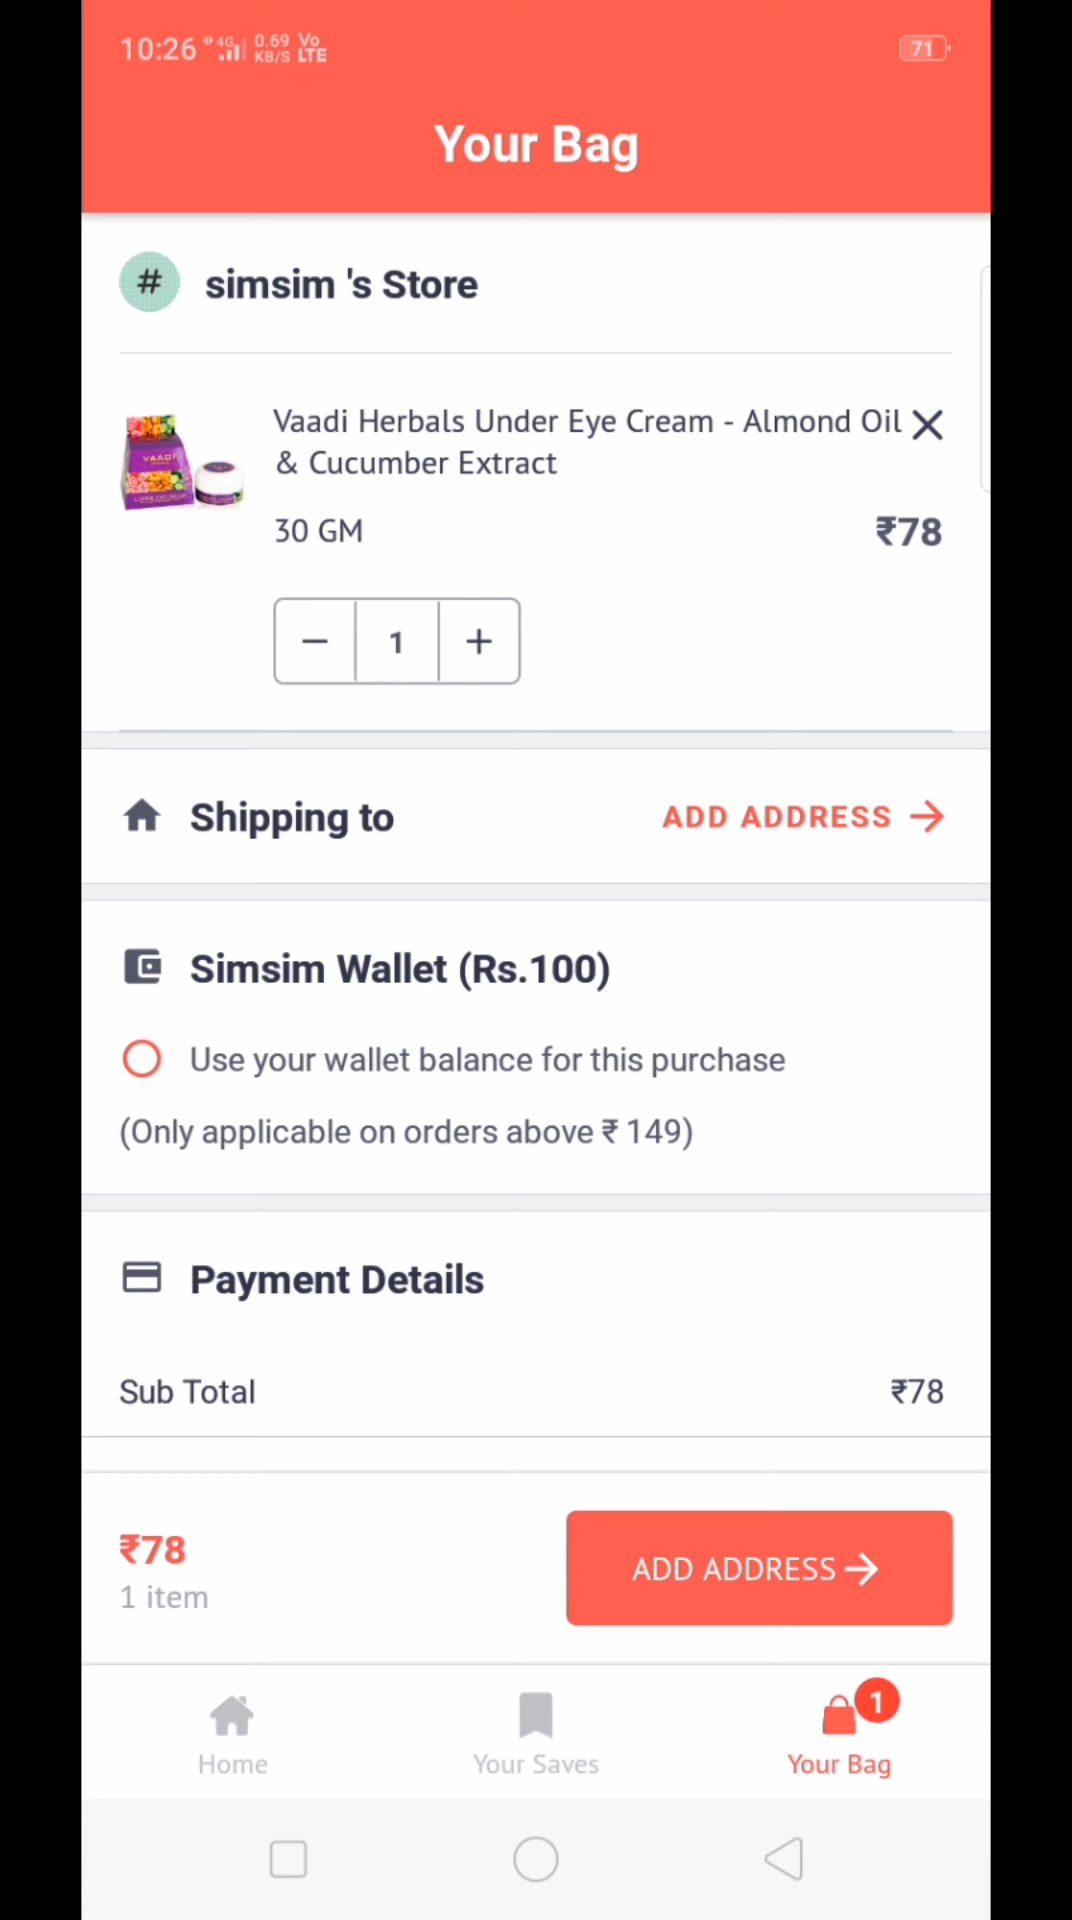 10:26 4G 0.69 KB/S Vo LTE 71
Your Bag
# simsim 's Store
Vaadi Herbals Under Eye Cream - Almond Oil
& Cucumber Extract
VAADI
30 GM ₹78
− 1 +
Shipping to ADD ADDRESS →
Simsim Wallet (Rs.100)
Use your wallet balance for this purchase
(Only applicable on orders above ₹ 149)
Payment Details
Sub Total ₹78
₹78
1 item
ADD ADDRESS →
1
Home Your Saves Your Bag